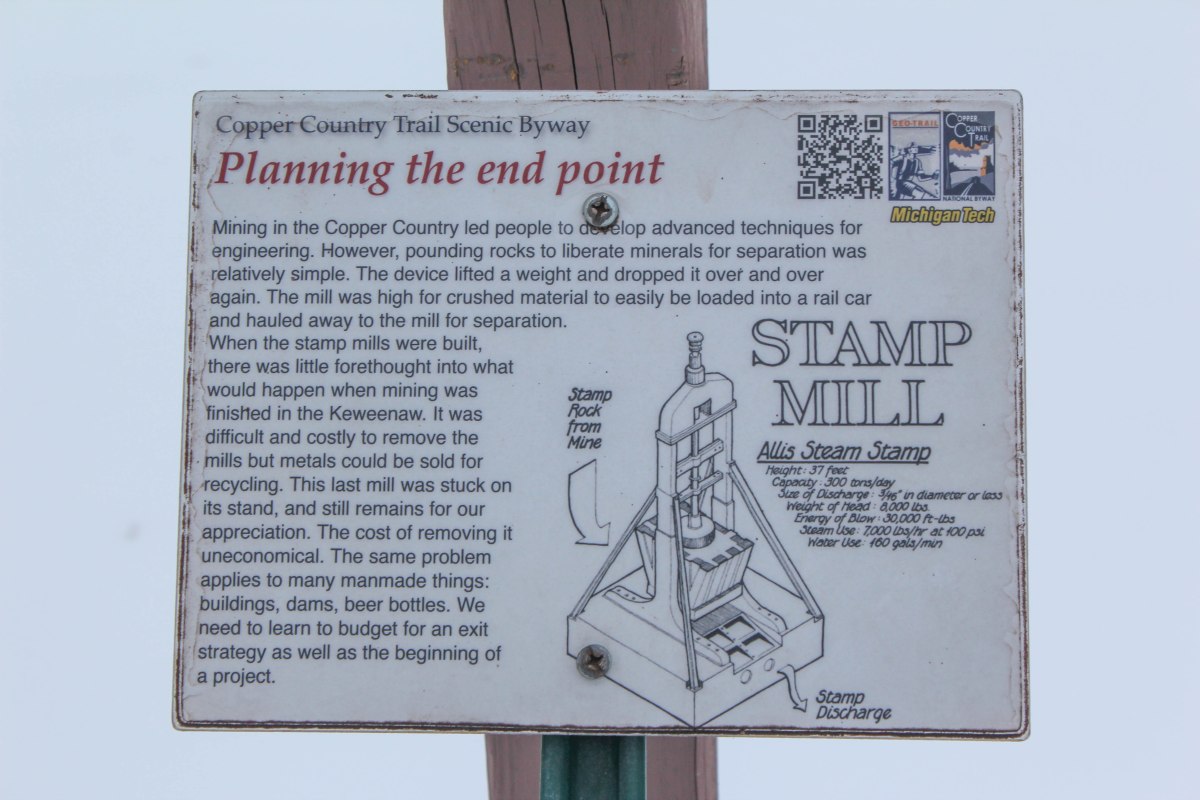 Copper Country Trail Scenic Byway
Planning the end point
GEO-TRAIL
COPPER
COUNTRY
TRAIL
NATIONAL BYWAY
Michigan Tech
Mining in the Copper Country led people to develop advanced techniques for
engineering. However, pounding rocks to liberate minerals for separation was
relatively simple. The device lifted a weight and dropped it over and over
again. The mill was high for crushed material to easily be loaded into a rail car
and hauled away to the mill for separation.
When the stamp mills were built,
there was little forethought into what
would happen when mining was
finished in the Keweenaw. It was
difficult and costly to remove the
mills but metals could be sold for
recycling. This last mill was stuck on
its stand, and still remains for our
appreciation. The cost of removing it
uneconomical. The same problem
applies to many manmade things:
buildings, dams, beer bottles. We
need to learn to budget for an exit
strategy as well as the beginning of
a project.
STAMP
MILL
Allis Steam Stamp
Height: 37 feet
Capacity: 300 tons/day
Size of Discharge: 3/16" in diameter or less
Weight of Head: 8,000 lbs.
Energy of Blow: 30,000 ft-lbs
Steam Use: 7,000 lbs/hr at 100 psi
Water Use: 160 gals/min
Stamp
Rock
from
Mine
Stamp
Discharge